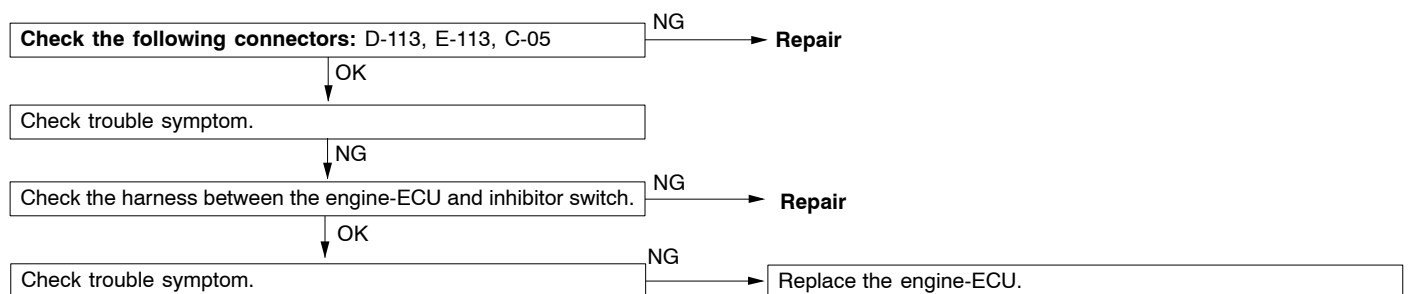 NG
Check the following connectors: D-113, E-113, C-05
Repair
OK
Check trouble symptom.
NG
Check the harness between the engine-ECU and inhibitor switch.
NG
Repair
OK
Check trouble symptom.
NG
Replace the engine-ECU.